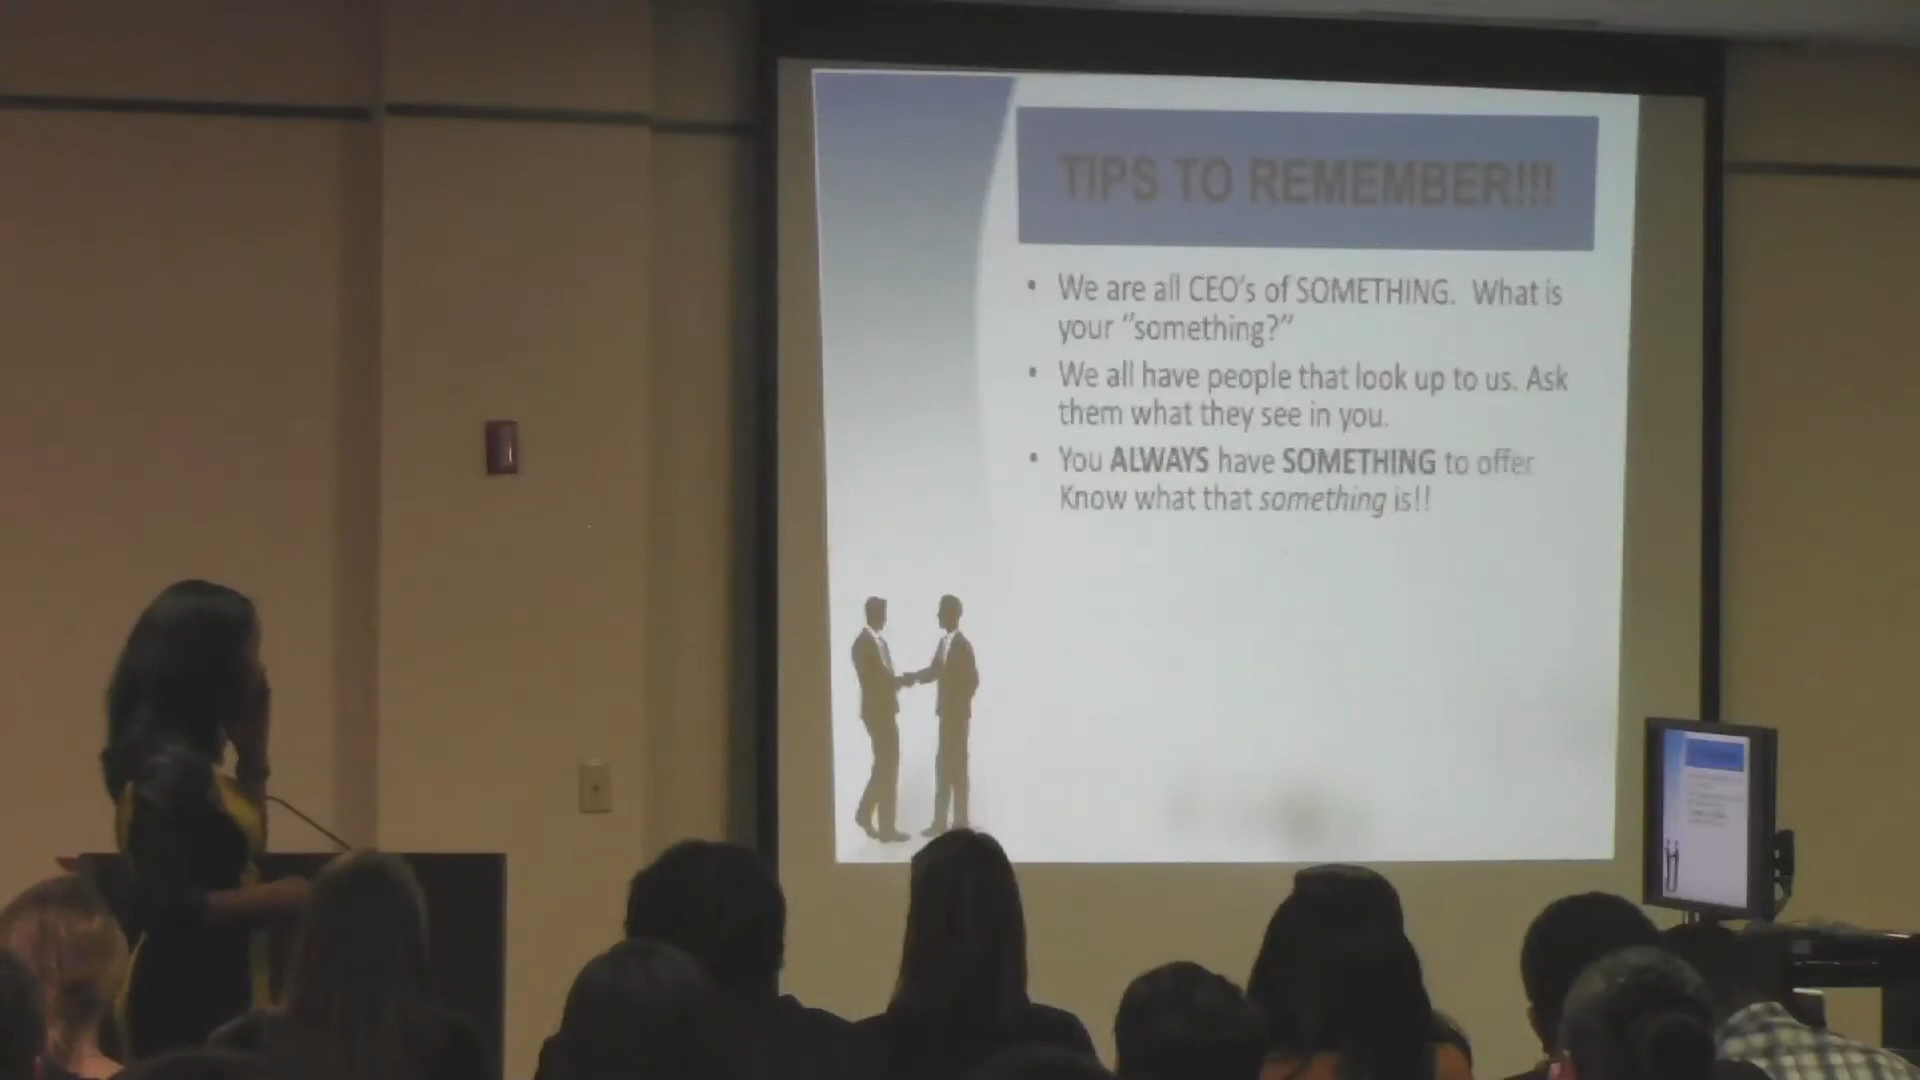 TIPS TO REMEMBER!!!
• We are all CEO's of SOMETHING. What is
your "something?"
• We all have people that look up to us. Ask
them what they see in you.
• You ALWAYS have SOMETHING to offer
Know what that something is!!